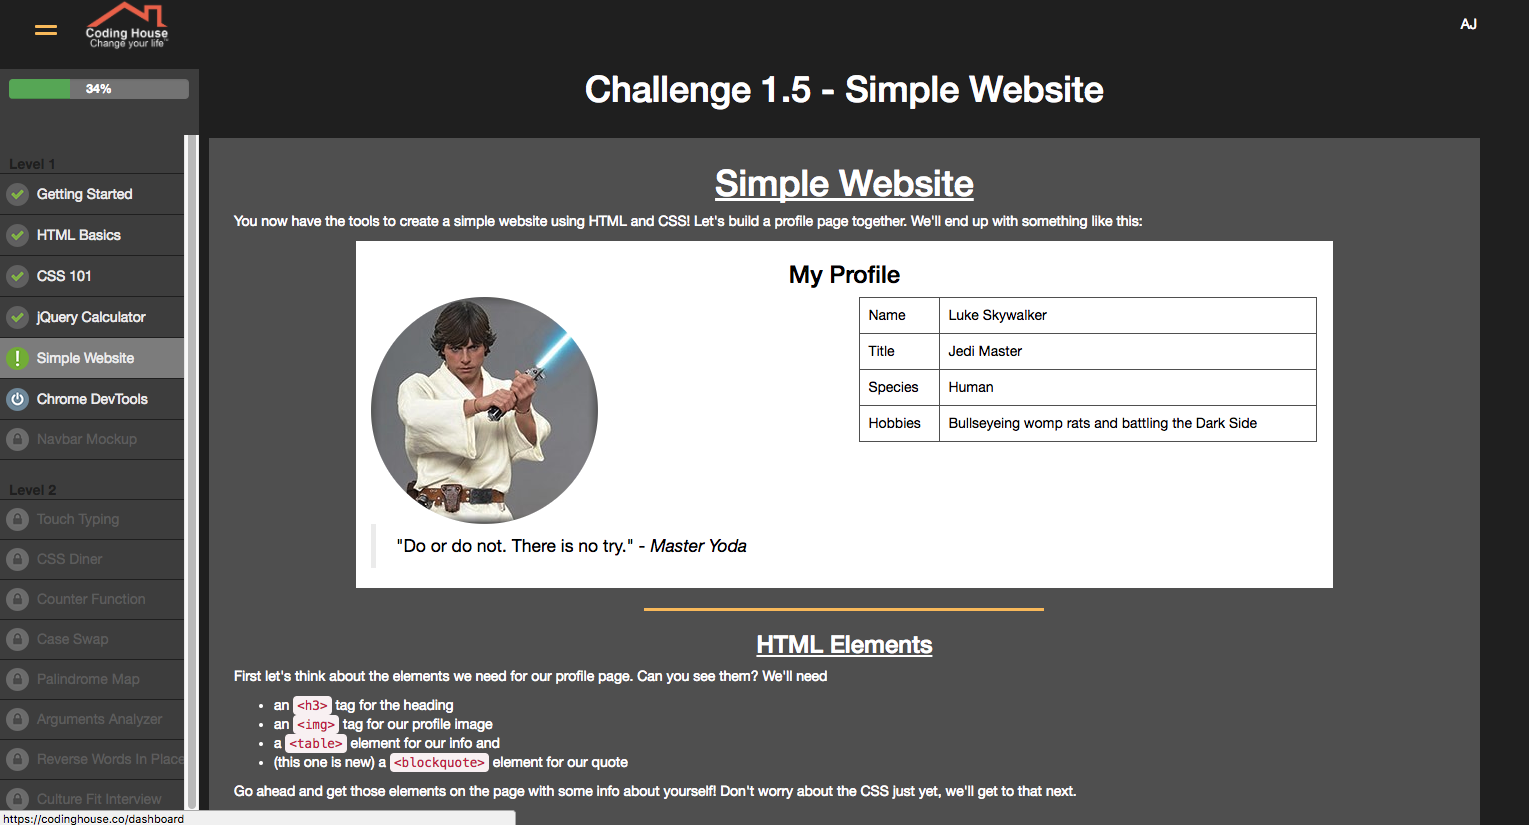 Coding House
Change your life
AJ
34%
Challenge 1.5 - Simple Website
Level 1
Getting Started
HTML Basics
CSS 101
jQuery Calculator
Simple Website
Chrome DevTools
Navbar Mockup
Level 2
Touch Typing
CSS Diner
Counter Function
Case Swap
Palindrome Map
Arguments Analyzer
Reverse Words In Place
Culture Fit Interview
https://codinghouse.co/dashboard
Simple Website
You now have the tools to create a simple website using HTML and CSS! Let's build a profile page together. We'll end up with something like this:
My Profile
Name Luke Skywalker
Title Jedi Master
Species Human
Hobbies Bullseyeing womp rats and battling the Dark Side
"Do or do not. There is no try." - Master Yoda
HTML Elements
First let's think about the elements we need for our profile page. Can you see them? We'll need
• an <h3> tag for the heading
• an <img> tag for our profile image
• a <table> element for our info and
• (this one is new) a <blockquote> element for our quote
Go ahead and get those elements on the page with some info about yourself! Don't worry about the CSS just yet, we'll get to that next.